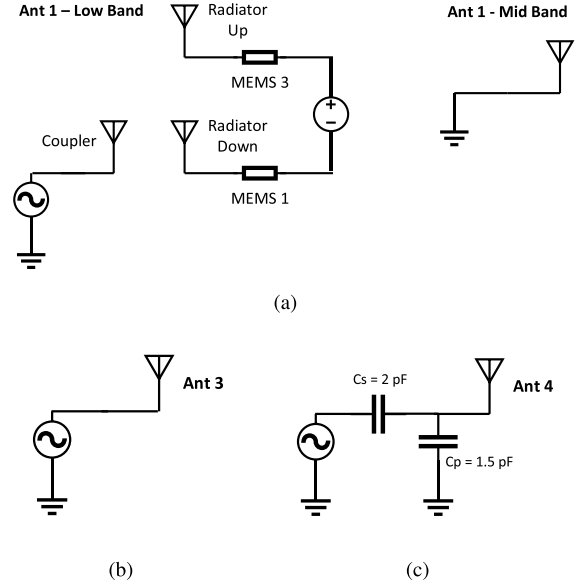 Ant 1 – Low Band
Radiator
Up
Ant 1 - Mid Band
MEMS 3
+
−
Coupler
Radiator
Down
MEMS 1
(a)
Ant 3
Cs = 2 pF
Ant 4
Cp = 1.5 pF
(b)
(c)